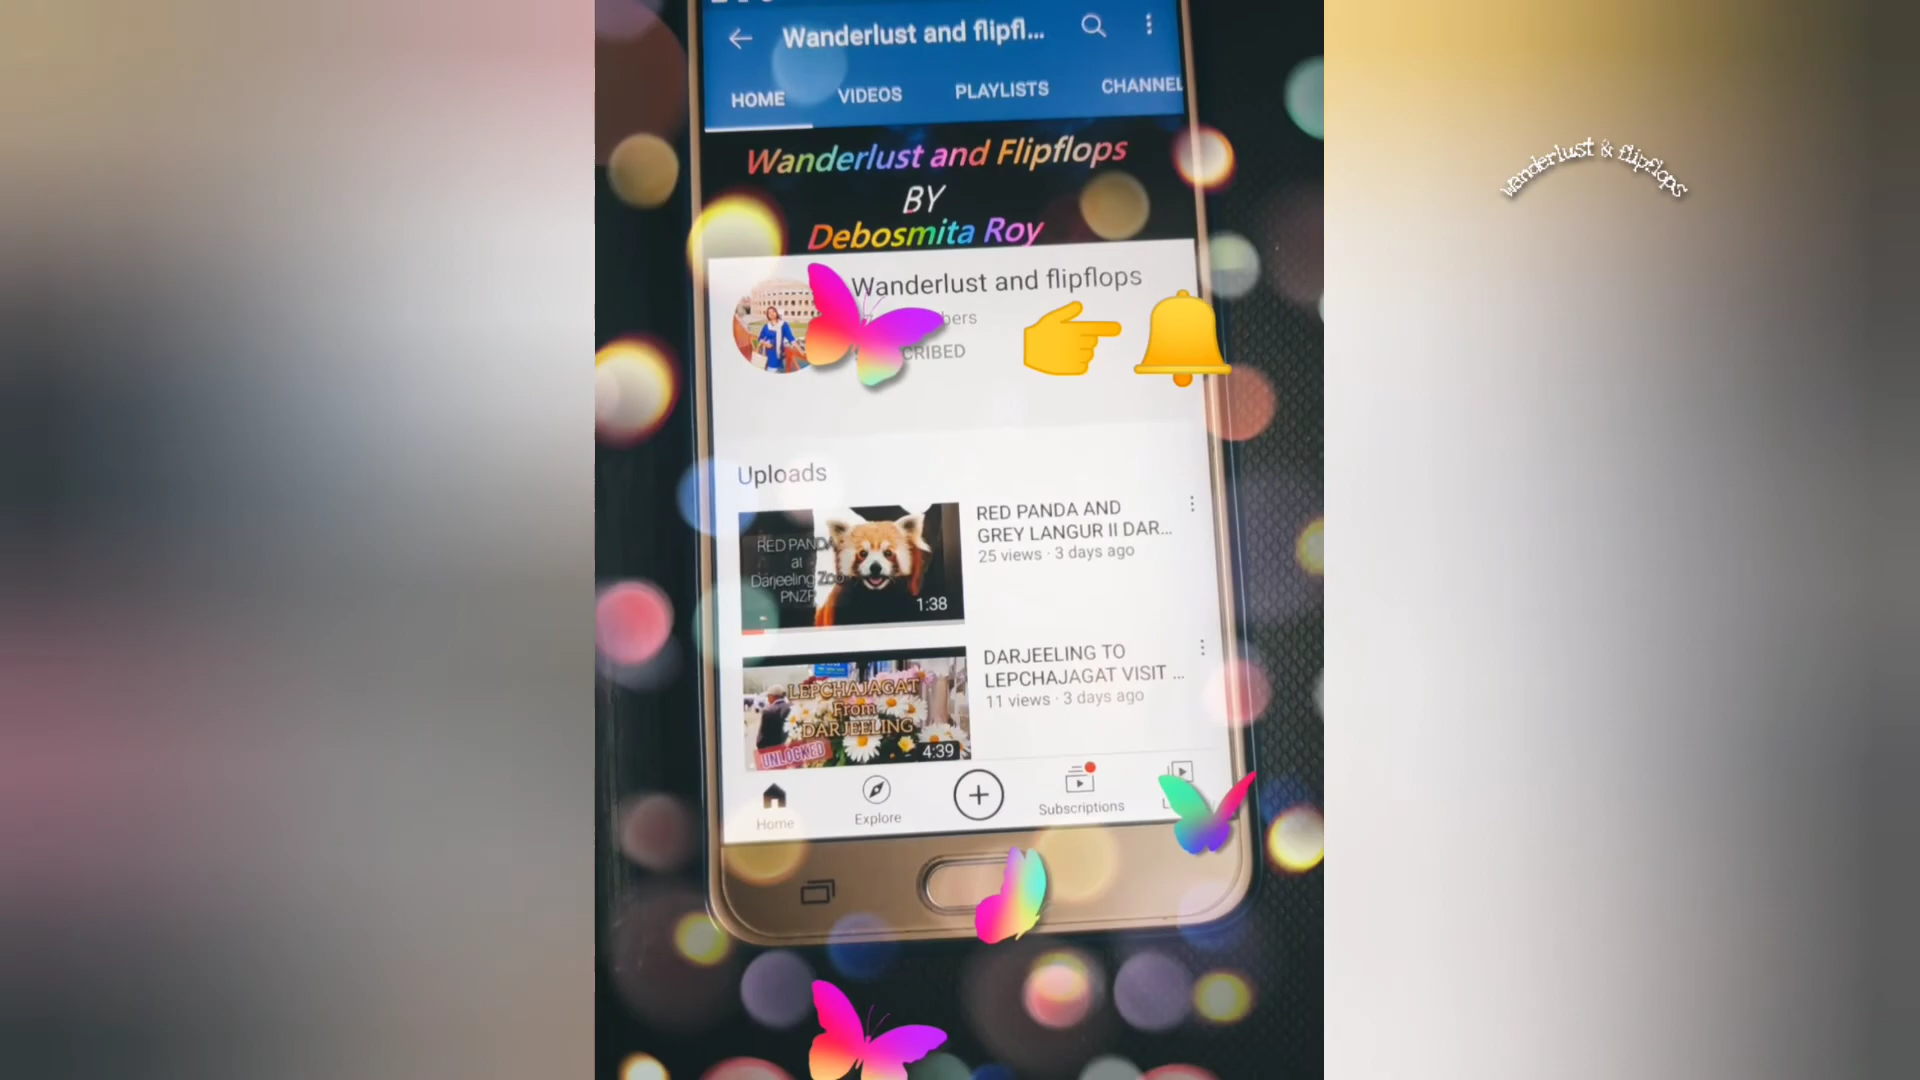 Wanderlust and flipfl...
HOME VIDEOS PLAYLISTS CHANNEL
Wanderlust and Flipflops
BY
Debosmita Roy
wanderlust & flipflops
Wanderlust and flipflops
bers
CRIBED
Uploads
RED PANDA
at
Darjeeling Zoo
PNZP
1:38
RED PANDA AND
GREY LANGUR II DAR...
25 views · 3 days ago
LEPCHAJAGAT
From
DARJEELING
UNLOCKED
4:39
DARJEELING TO
LEPCHAJAGAT VISIT ...
11 views · 3 days ago
Home Explore Subscriptions